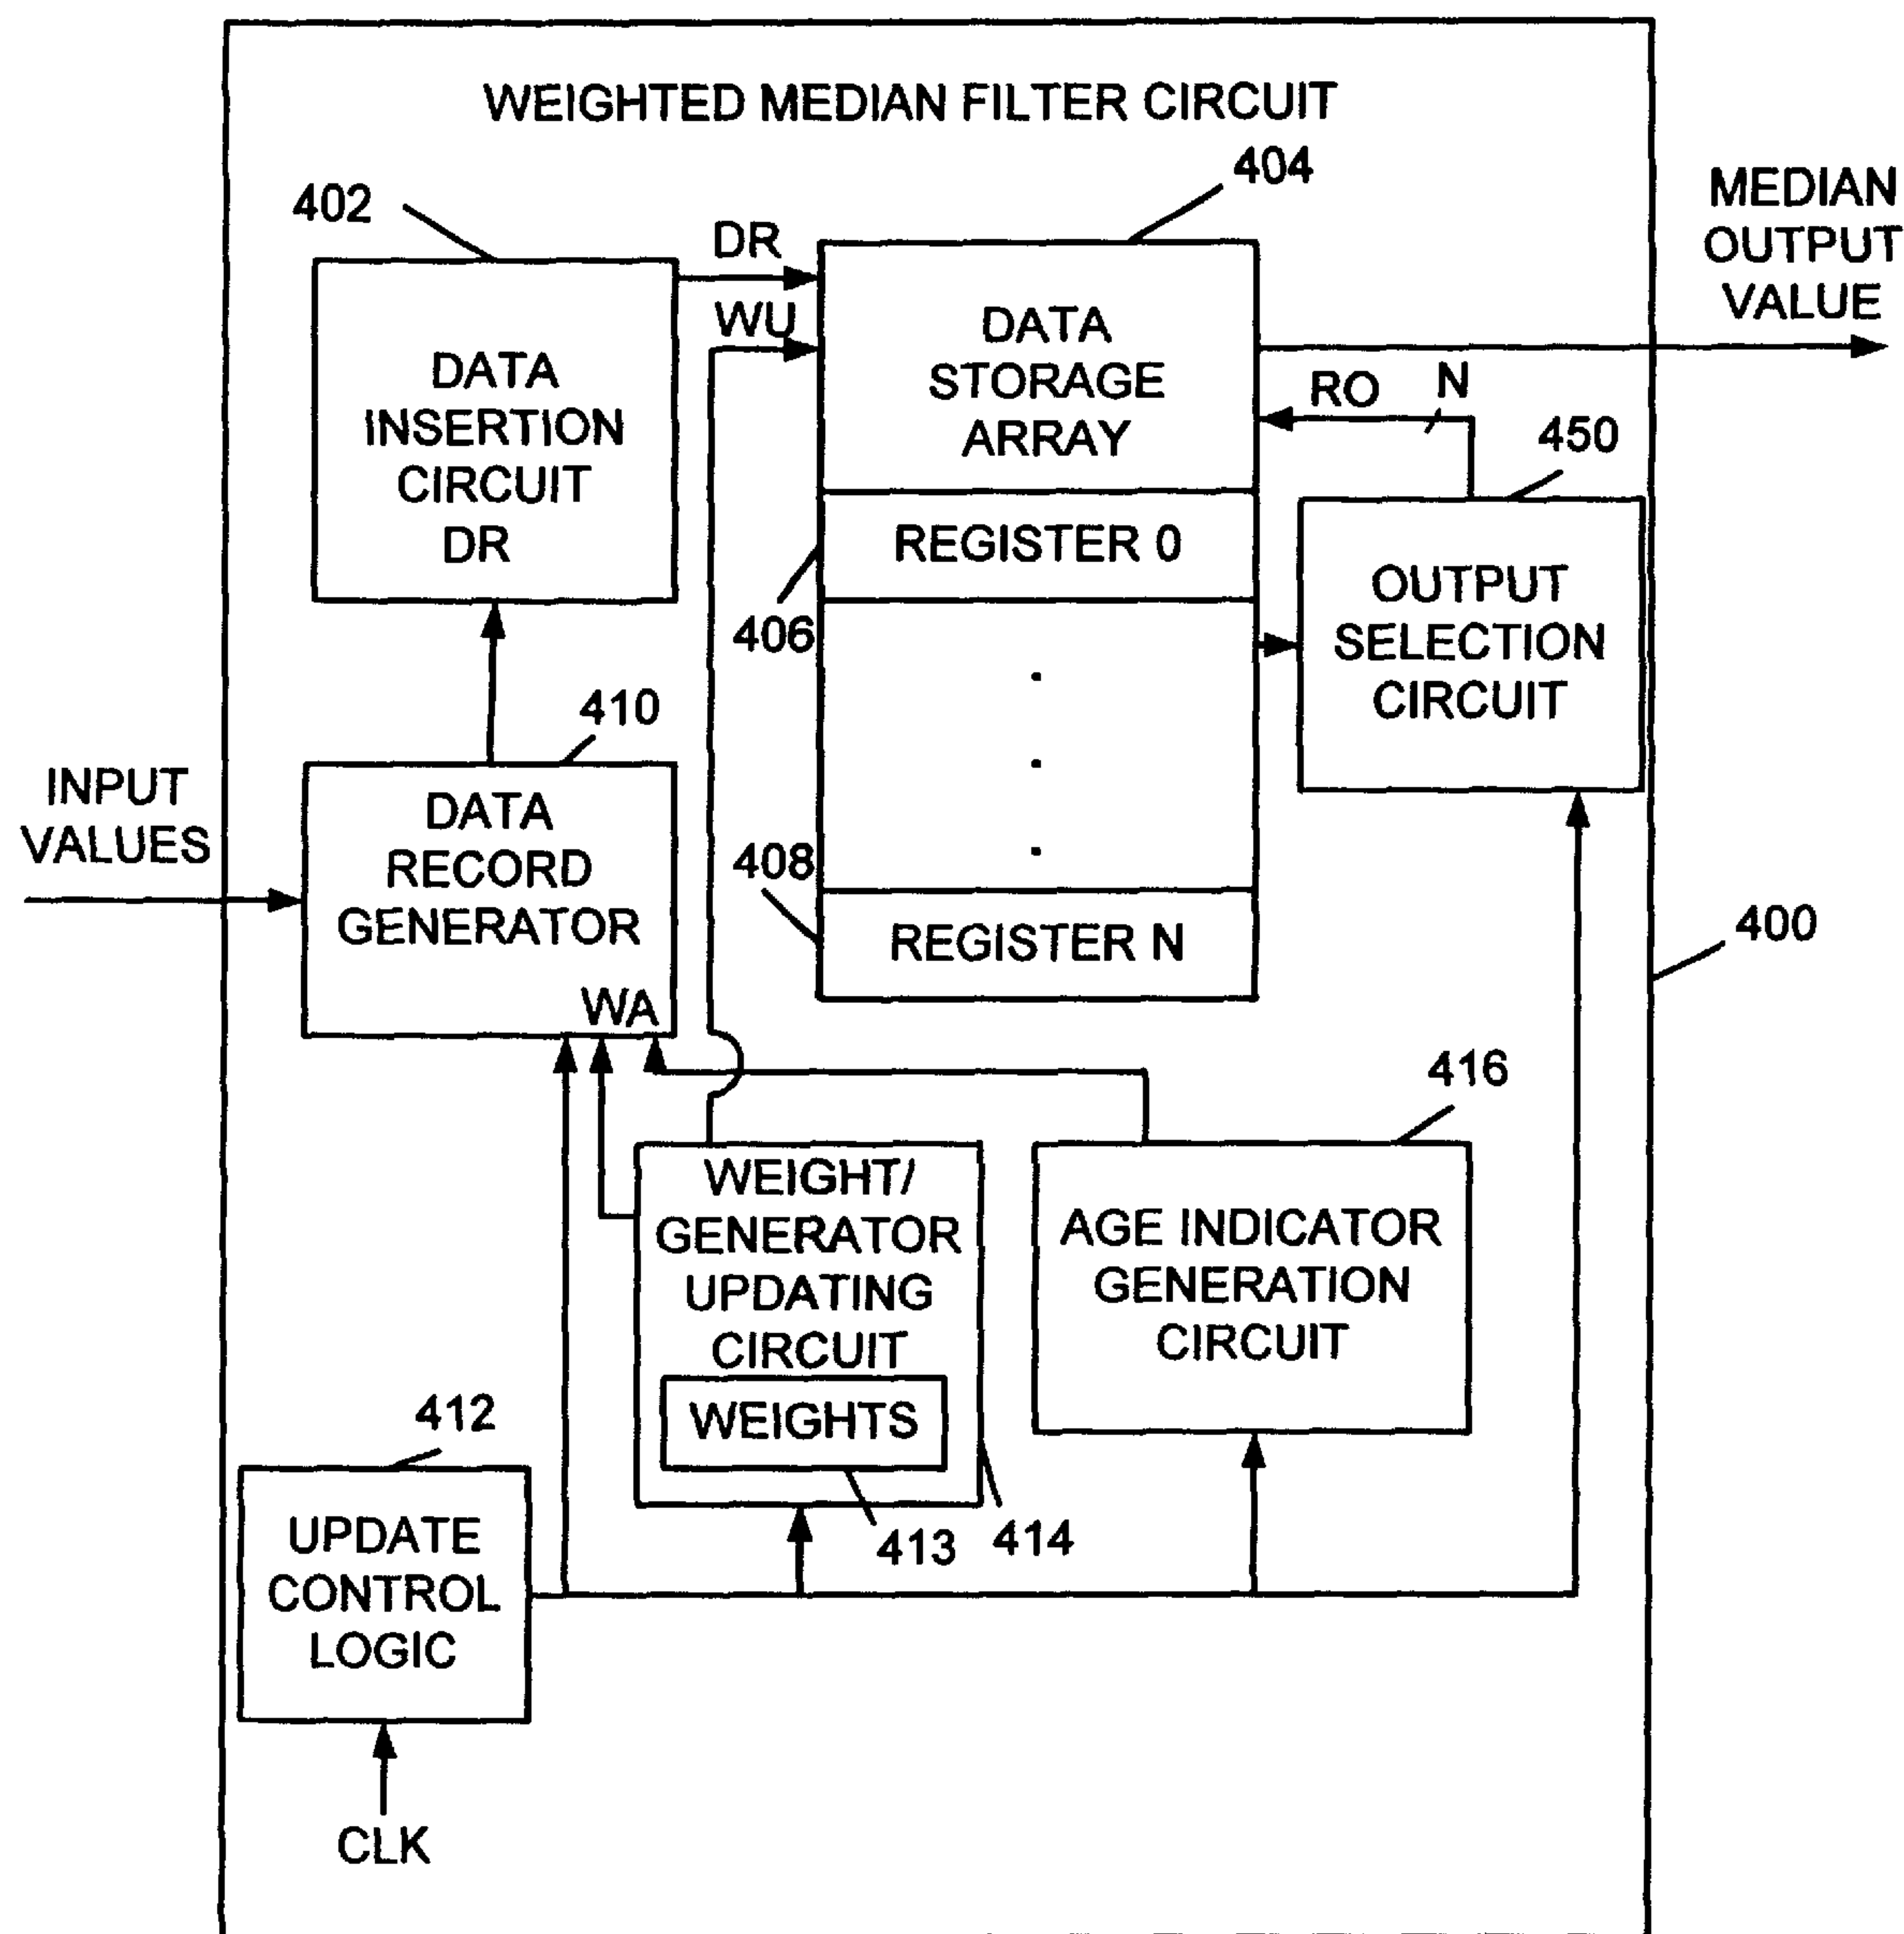 WEIGHTED MEDIAN FILTER CIRCUIT
404
402
MEDIAN
OUTPUT
VALUE
DR
WU
DATA
STORAGE
ARRAY
RO
N
450
DATA
INSERTION
CIRCUIT
DR
REGISTER 0
406
OUTPUT
SELECTION
CIRCUIT
410
INPUT
VALUES
DATA
RECORD
GENERATOR
WA
.
.
.
408
REGISTER N
400
416
WEIGHT/
GENERATOR
UPDATING
CIRCUIT
WEIGHTS
AGE INDICATOR
GENERATION
CIRCUIT
412
413
414
UPDATE
CONTROL
LOGIC
CLK